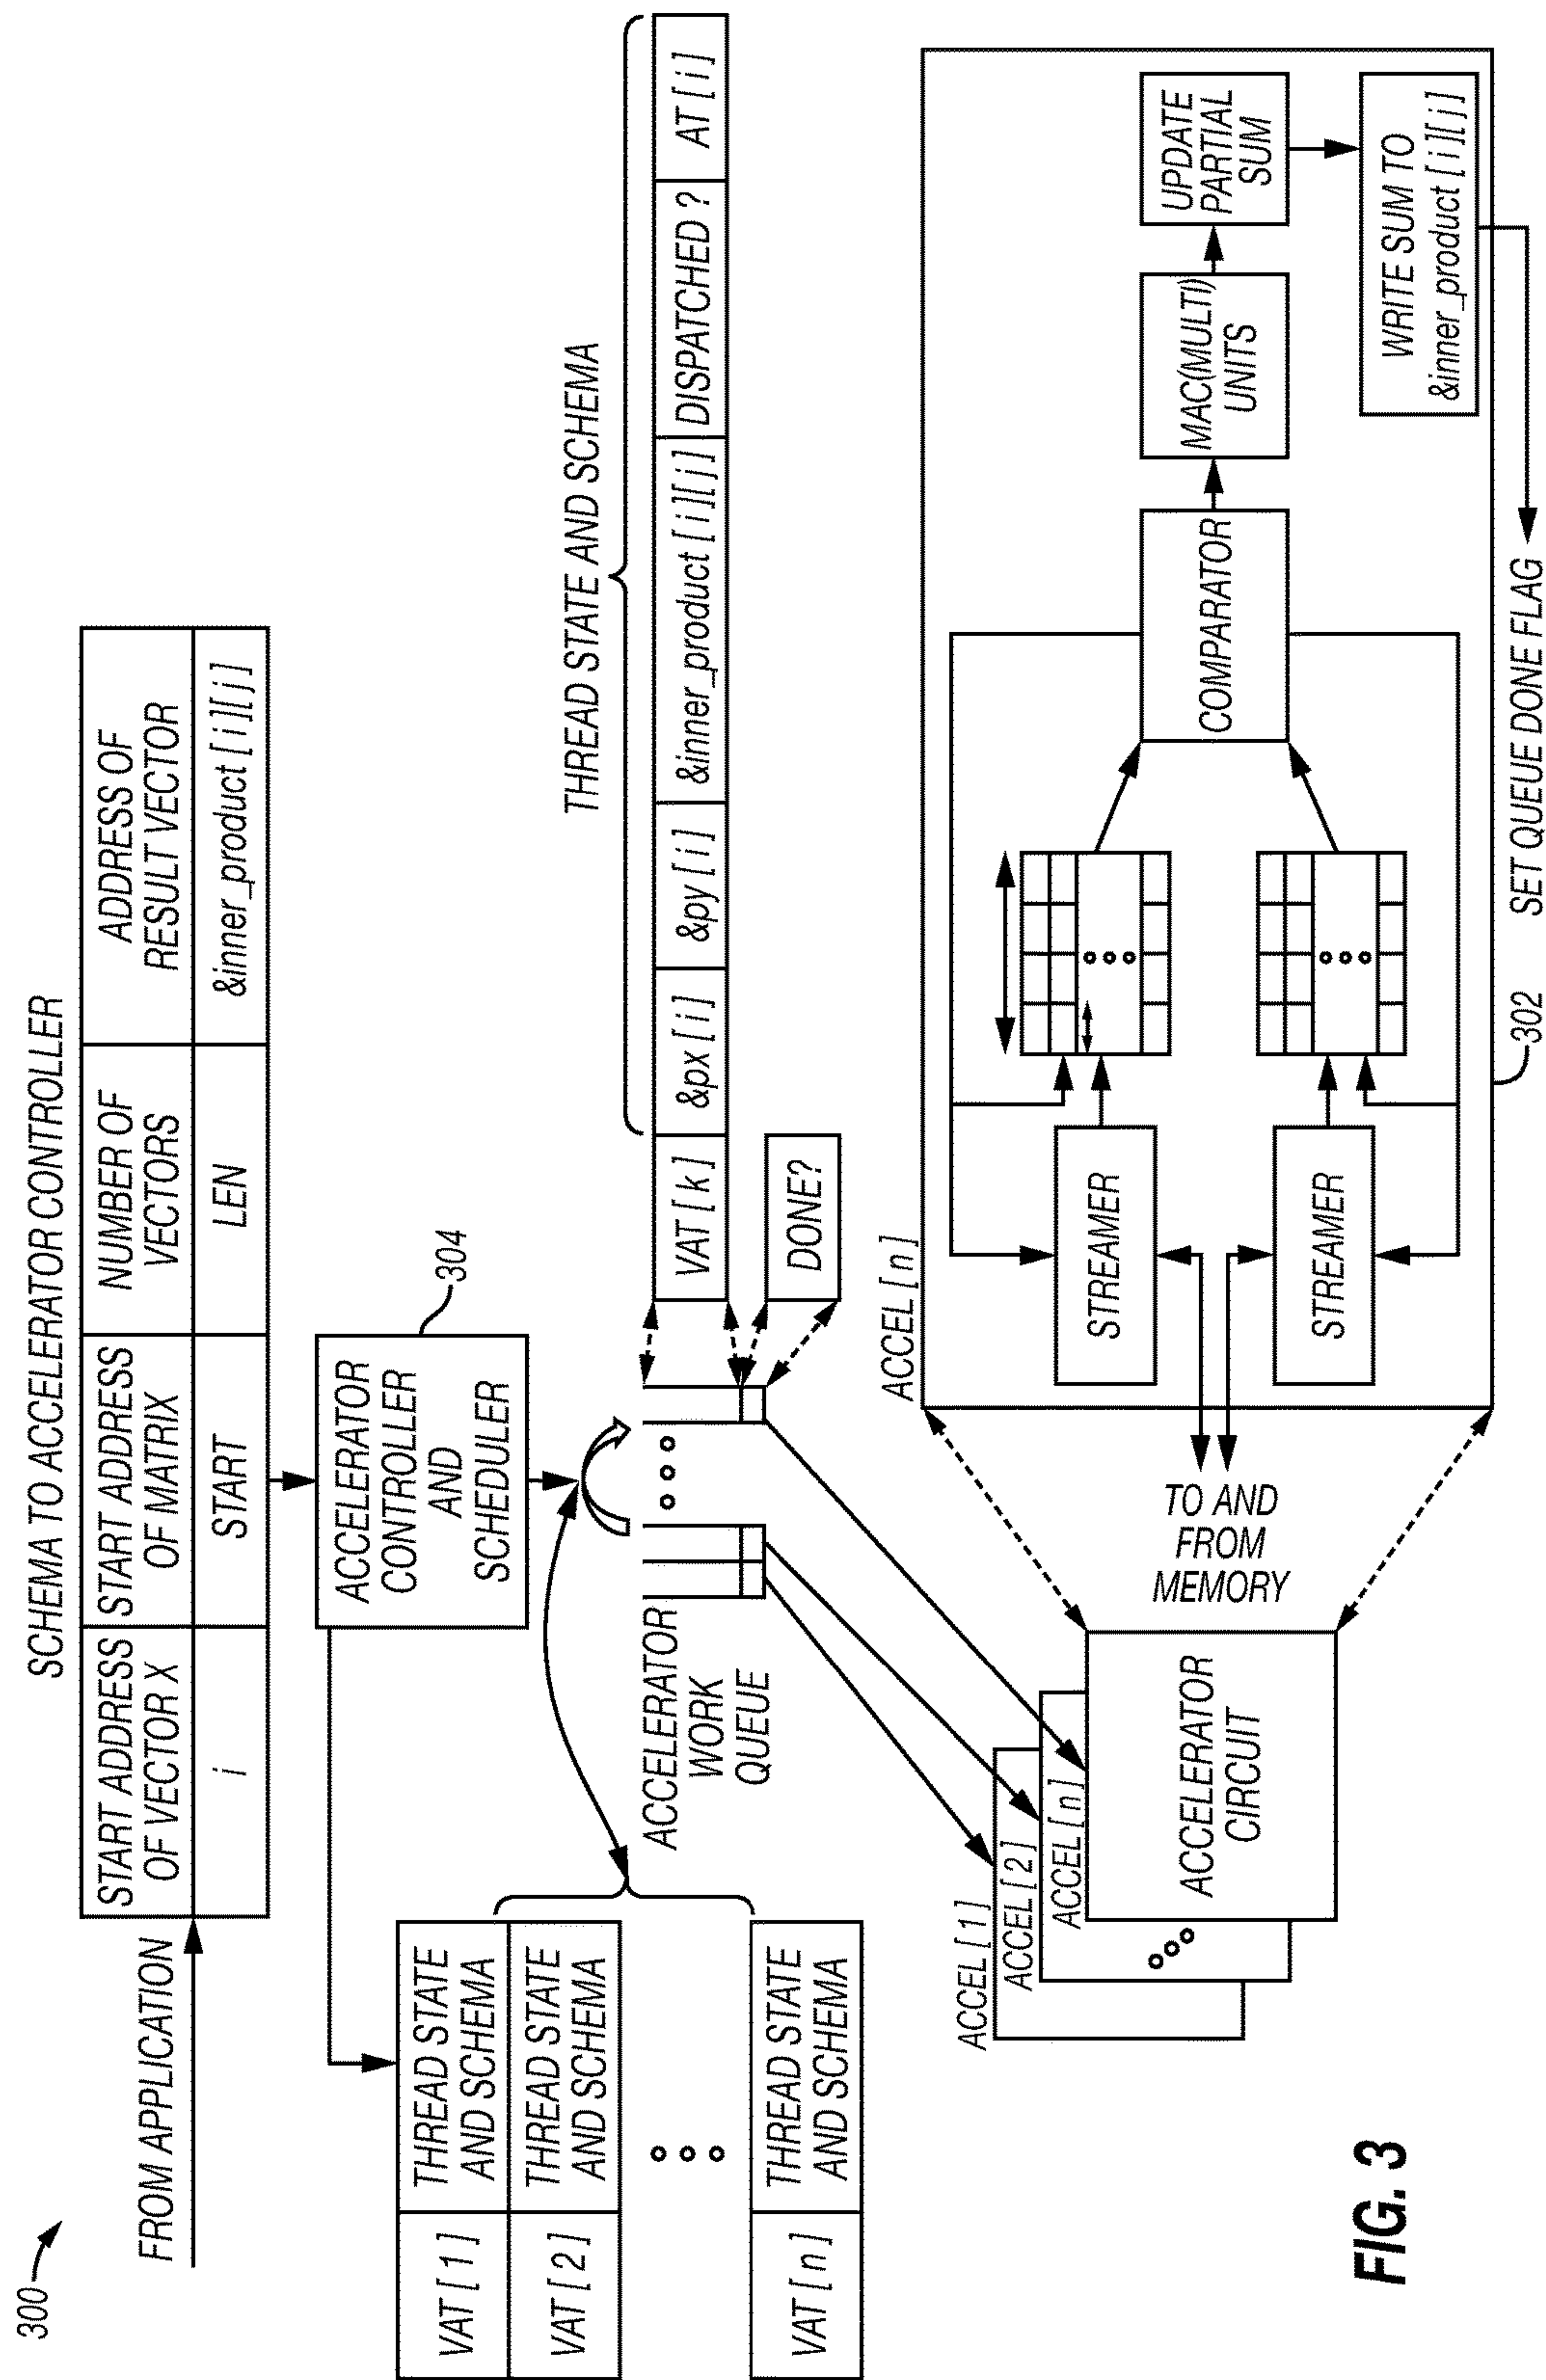 300
SCHEMA TO ACCELERATOR CONTROLLER
FROM APPLICATION
START ADDRESS
OF VECTOR X
START ADDRESS
OF MATRIX
NUMBER OF
VECTORS
ADDRESS OF
RESULT VECTOR
i
START
LEN
&inner_product [ i ][ j ]
ACCELERATOR
CONTROLLER
AND
SCHEDULER
304
VAT [ 1 ]
THREAD STATE
AND SCHEMA
VAT [ 2 ]
THREAD STATE
AND SCHEMA
VAT [ n ]
THREAD STATE
AND SCHEMA
ACCELERATOR
WORK
QUEUE
THREAD STATE AND SCHEMA
VAT [ k ]
&px [ i ]
&py [ i ]
&inner_product [ i ][ j ]
DISPATCHED ?
AT [ i ]
DONE?
ACCEL [ 1 ]
ACCEL [ 2 ]
ACCEL [ n ]
ACCELERATOR
CIRCUIT
TO AND
FROM
MEMORY
ACCEL [ n ]
STREAMER
STREAMER
COMPARATOR
MAC(MULTI)
UNITS
UPDATE
PARTIAL
SUM
WRITE SUM TO
&inner_product [ i ][ j ]
302
SET QUEUE DONE FLAG
FIG. 3